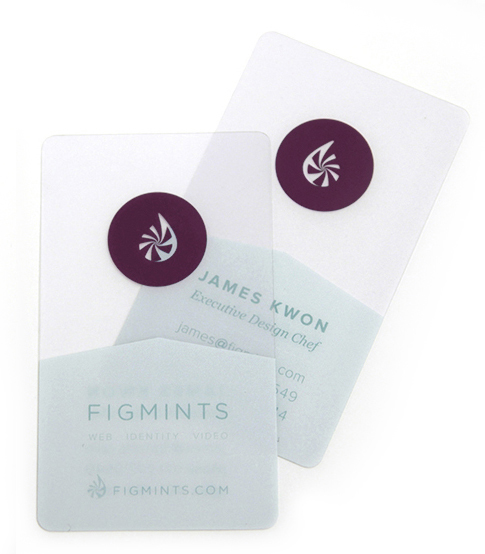 FIGMINTS
WEB IDENTITY VIDEO
FIGMINTS.COM
JAMES KWON
Executive Design Chef